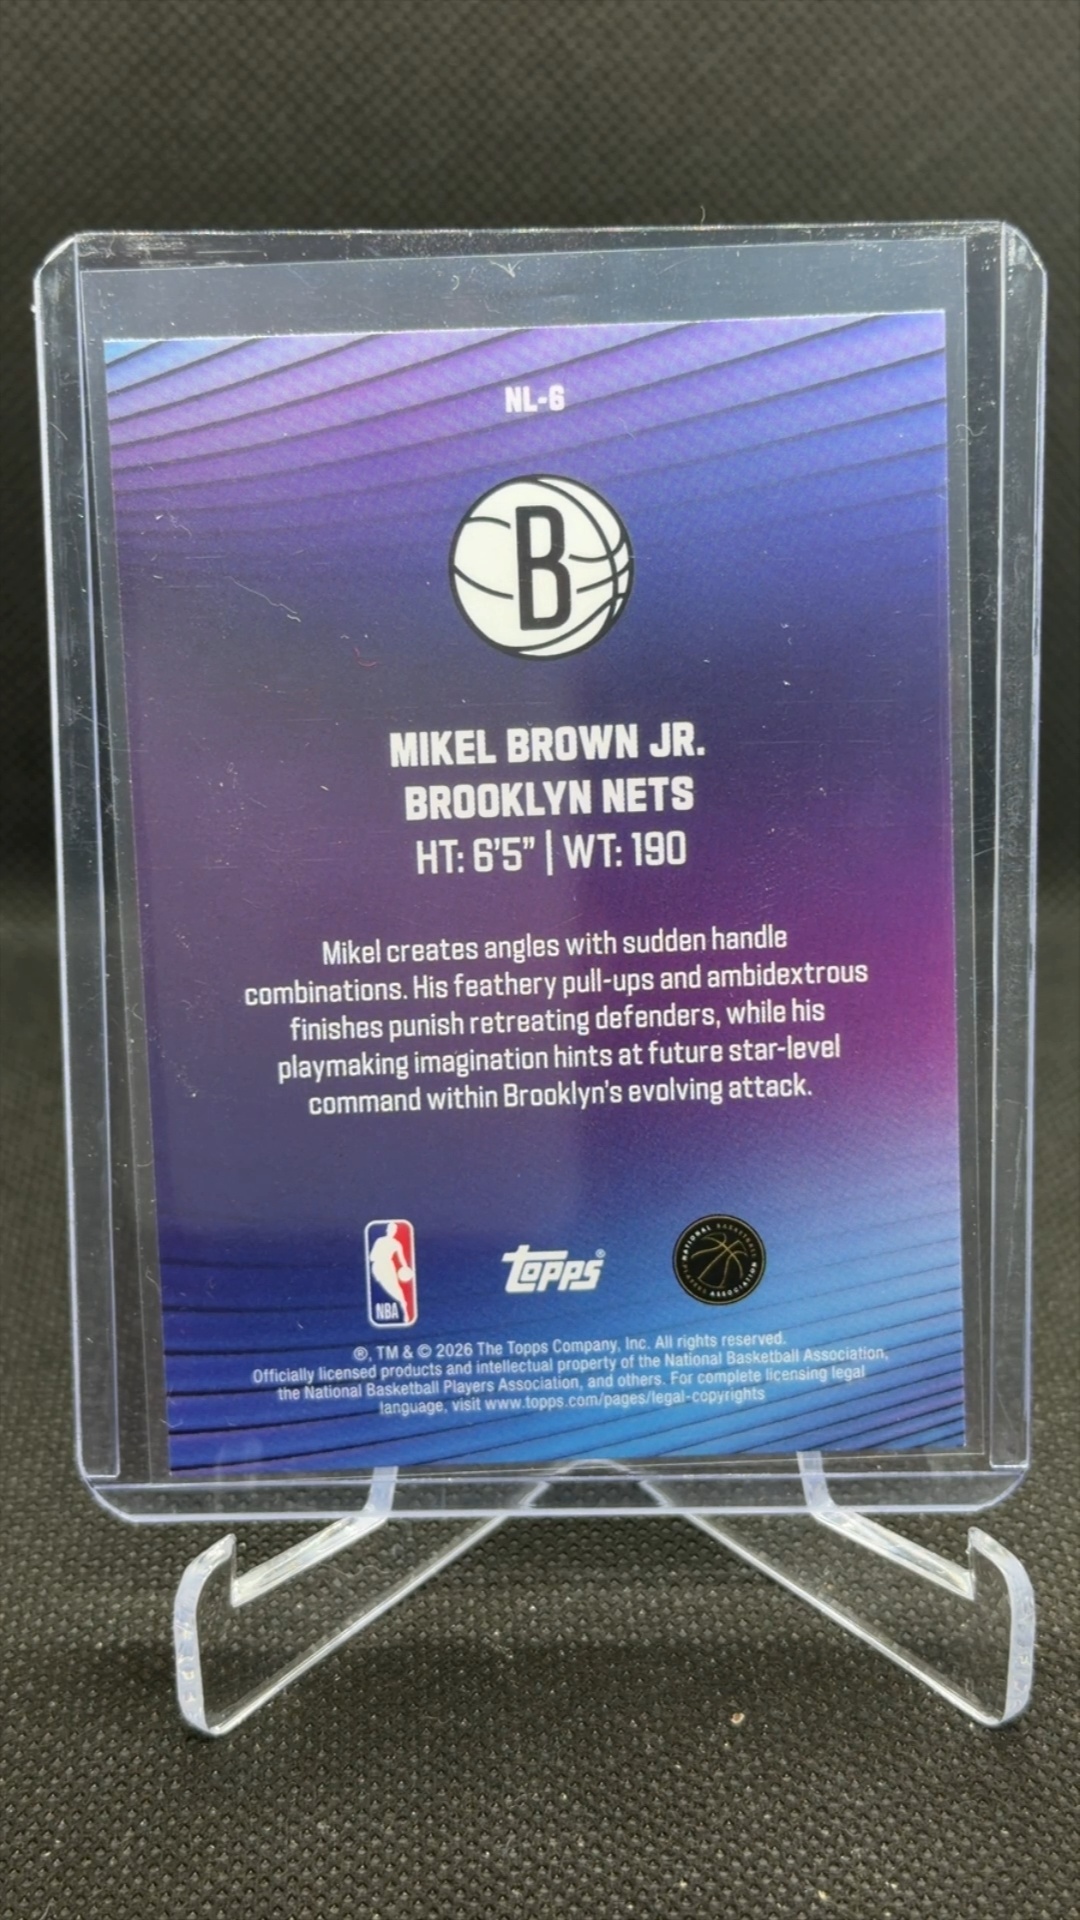 NL-6
B
MIKEL BROWN JR.
BROOKLYN NETS
HT: 6'5" | WT: 190
Mikel creates angles with sudden handle
combinations. His feathery pull-ups and ambidextrous
finishes punish retreating defenders, while his
playmaking imagination hints at future star-level
command within Brooklyn's evolving attack.
NBA
topps®
NATIONAL BASKETBALL
PLAYERS ASSOCIATION
®, TM & © 2026 The Topps Company, Inc. All rights reserved.
Officially licensed products and intellectual property of the National Basketball Association,
the National Basketball Players Association, and others. For complete licensing legal
language, visit www.topps.com/pages/legal-copyrights